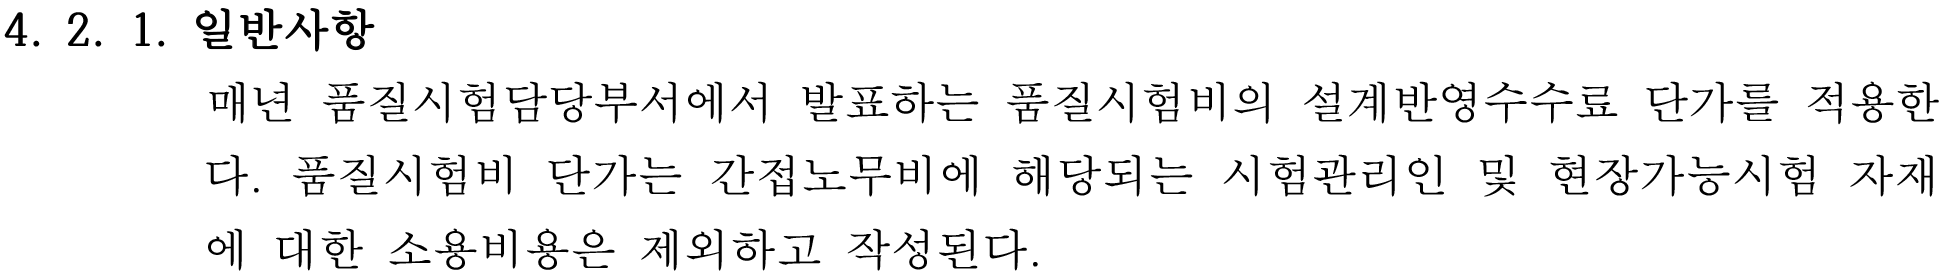 4. 2. 1. 일반사항
매년 품질시험담당부서에서 발표하는 품질시험비의 설계반영수수료 단가를 적용한
다. 품질시험비 단가는 간접노무비에 해당되는 시험관리인 및 현장가능시험 자재
에 대한 소용비용은 제외하고 작성된다.